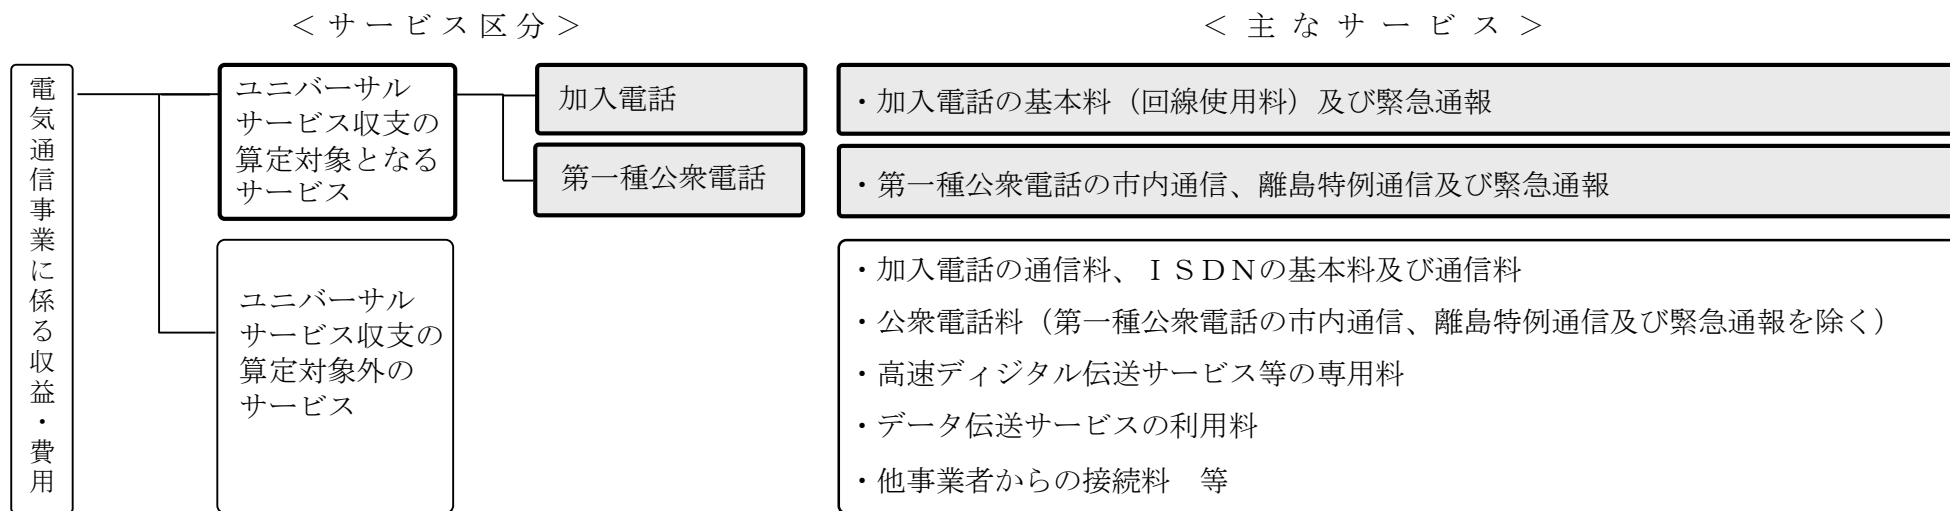 ＜サービス区分＞
＜主なサービス＞
電気通信事業に係る収益・費用
ユニバーサル
サービス収支の
算定対象となる
サービス
加入電話
・加入電話の基本料（回線使用料）及び緊急通報
第一種公衆電話
・第一種公衆電話の市内通信、離島特例通信及び緊急通報
ユニバーサル
サービス収支の
算定対象外の
サービス
・加入電話の通信料、ＩＳＤＮの基本料及び通信料
・公衆電話料（第一種公衆電話の市内通信、離島特例通信及び緊急通報を除く）
・高速ディジタル伝送サービス等の専用料
・データ伝送サービスの利用料
・他事業者からの接続料　等